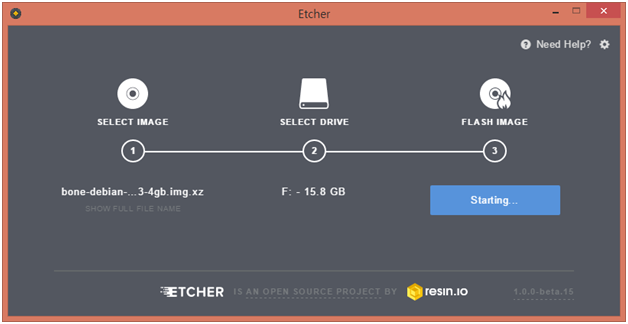 Etcher
Need Help?
SELECT IMAGE
SELECT DRIVE
FLASH IMAGE
1
2
3
bone-debian-...3-4gb.img.xz
F: - 15.8 GB
Starting...
SHOW FULL FILE NAME
ETCHER IS AN OPEN SOURCE PROJECT BY resin.io 1.0.0-beta.15